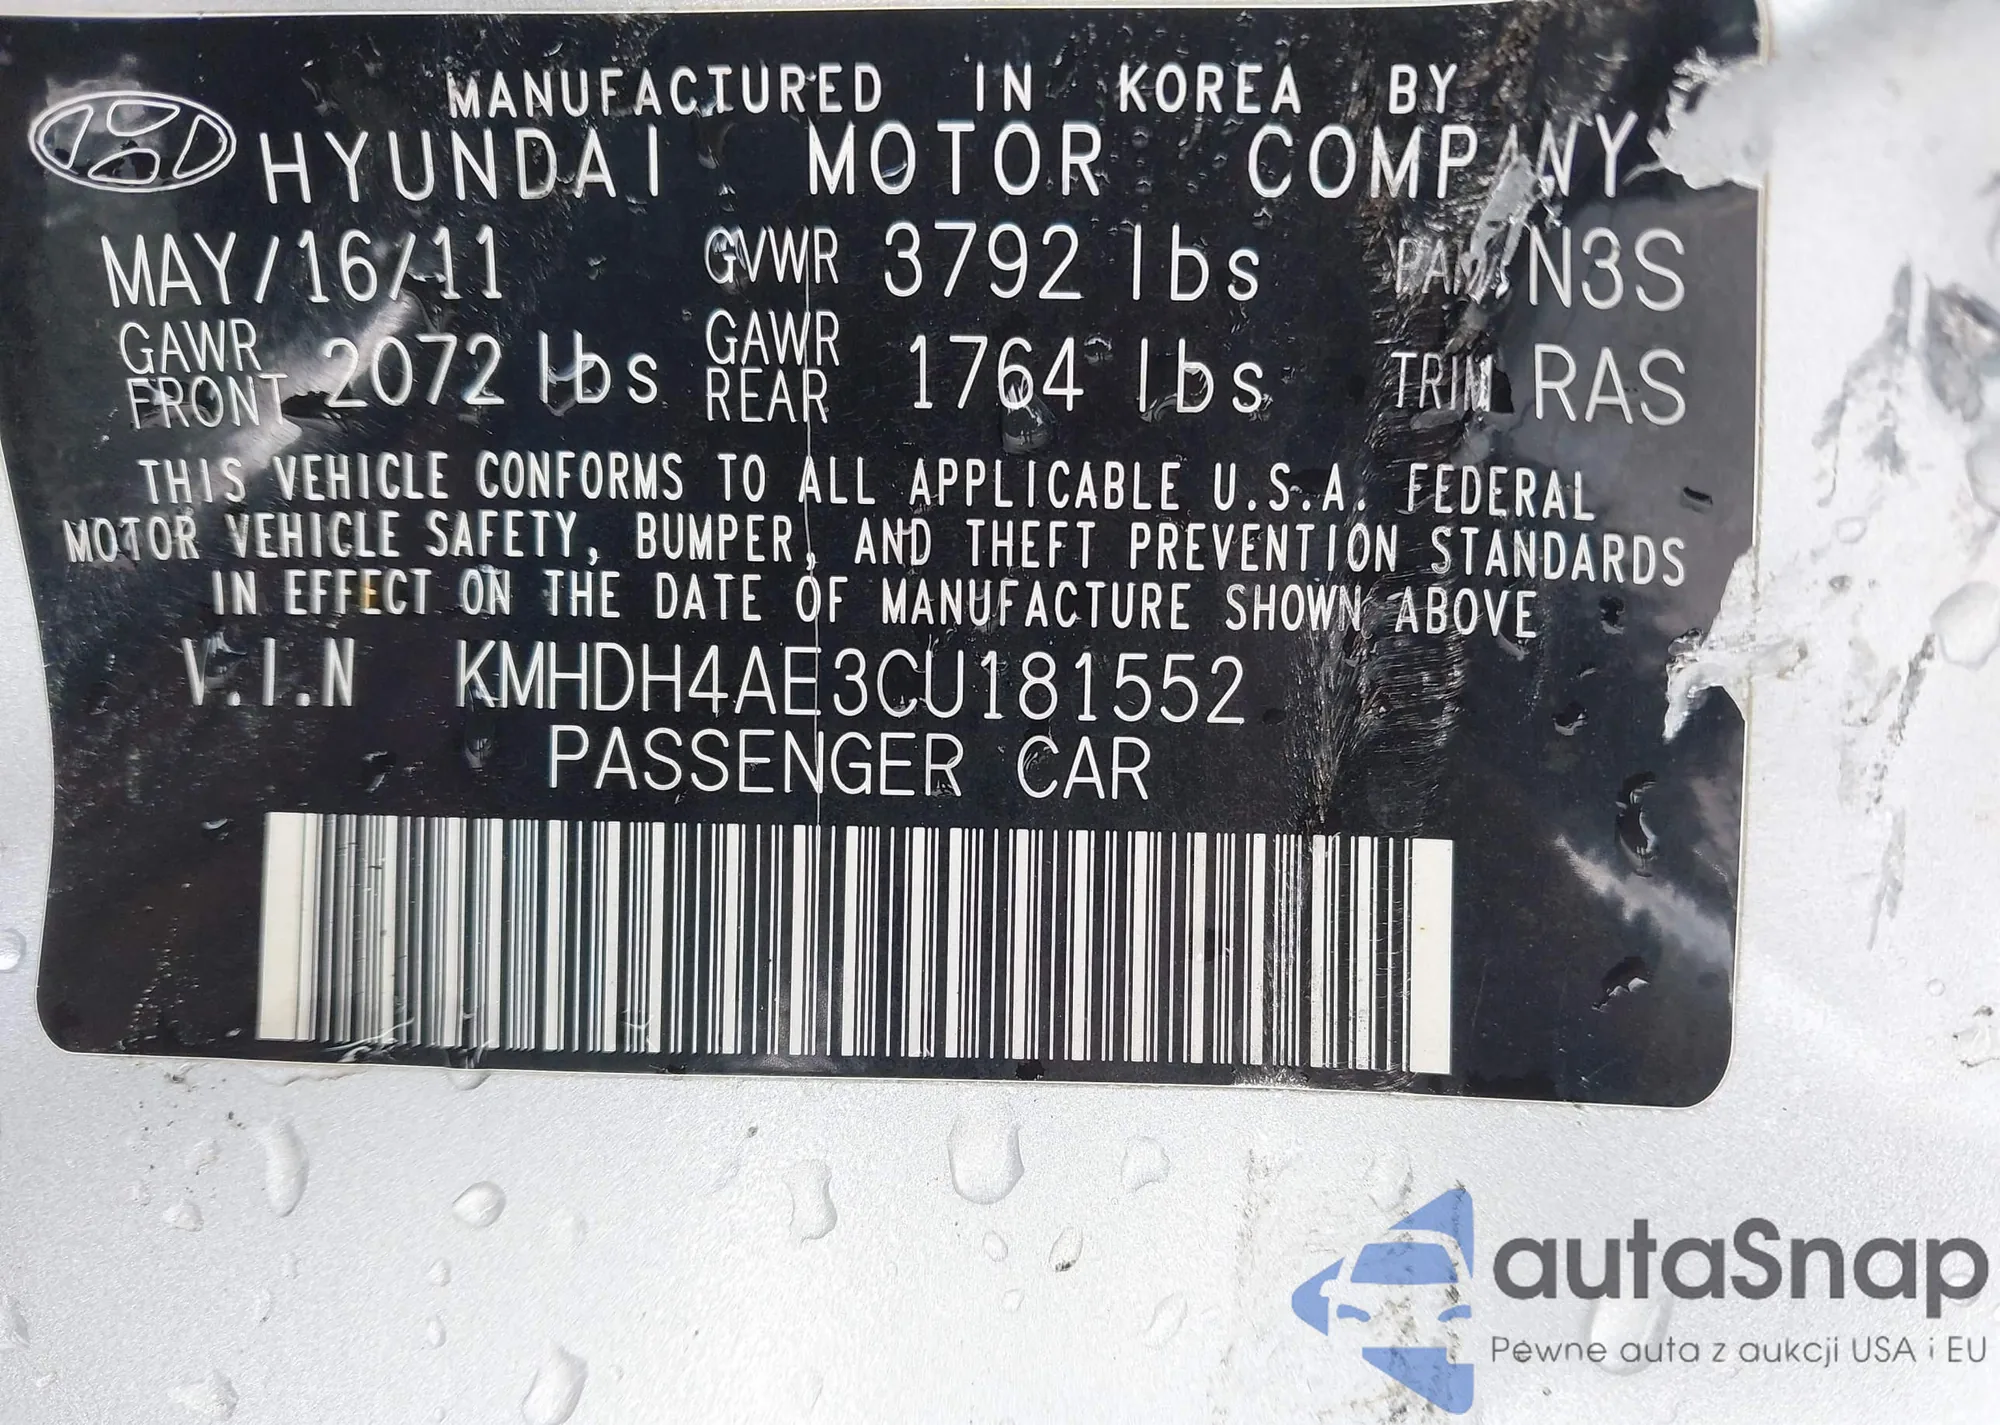 MANUFACTURED IN KOREA BY
HYUNDAI MOTOR COMPANY
MAY/16/11 GVWR 3792 lbs N3S
GAWR FRONT 2072 lbs GAWR REAR 1764 lbs TRIM RAS
THIS VEHICLE CONFORMS TO ALL APPLICABLE U.S.A. FEDERAL
MOTOR VEHICLE SAFETY, BUMPER, AND THEFT PREVENTION STANDARDS
IN EFFECT ON THE DATE OF MANUFACTURE SHOWN ABOVE
V.I.N KMHDH4AE3CU181552
PASSENGER CAR
autaSnap
Pewne auta z aukcji USA i EU